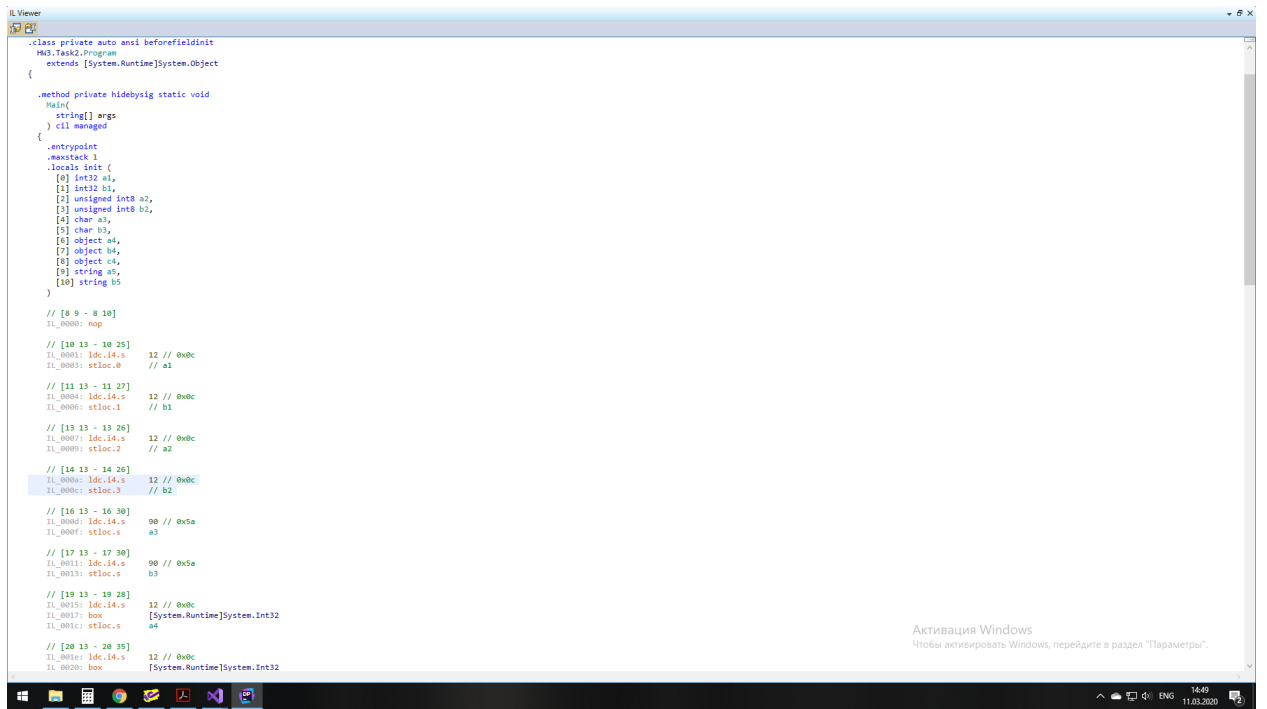 IL Viewer
.class private auto ansi beforefieldinit
HW3.Task2.Program
extends [System.Runtime]System.Object
{
.method private hidebysig static void
Main(
string[] args
) cil managed
{
.entrypoint
.maxstack 1
.locals init (
[0] int32 a1,
[1] int32 b1,
[2] unsigned int8 a2,
[3] unsigned int8 b2,
[4] char a3,
[5] char b3,
[6] object a4,
[7] object b4,
[8] object c4,
[9] string a5,
[10] string b5
)
// [8 9 - 8 10]
IL_0000: nop
// [10 13 - 10 25]
IL_0001: ldc.i4.s 12 // 0x0c
IL_0003: stloc.0 // a1
// [11 13 - 11 27]
IL_0004: ldc.i4.s 12 // 0x0c
IL_0006: stloc.1 // b1
// [13 13 - 13 26]
IL_0007: ldc.i4.s 12 // 0x0c
IL_0009: stloc.2 // a2
// [14 13 - 14 26]
IL_000a: ldc.i4.s 12 // 0x0c
IL_000c: stloc.3 // b2
// [16 13 - 16 30]
IL_000d: ldc.i4.s 90 // 0x5a
IL_000f: stloc.s a3
// [17 13 - 17 30]
IL_0011: ldc.i4.s 90 // 0x5a
IL_0013: stloc.s b3
// [19 13 - 19 28]
IL_0015: ldc.i4.s 12 // 0x0c
IL_0017: box [System.Runtime]System.Int32
IL_001c: stloc.s a4
// [20 13 - 20 35]
IL_001e: ldc.i4.s 12 // 0x0c
IL_0020: box [System.Runtime]System.Int32
Активация Windows
Чтобы активировать Windows, перейдите в раздел "Параметры".
ENG
14:49
11.03.2020
2
DP